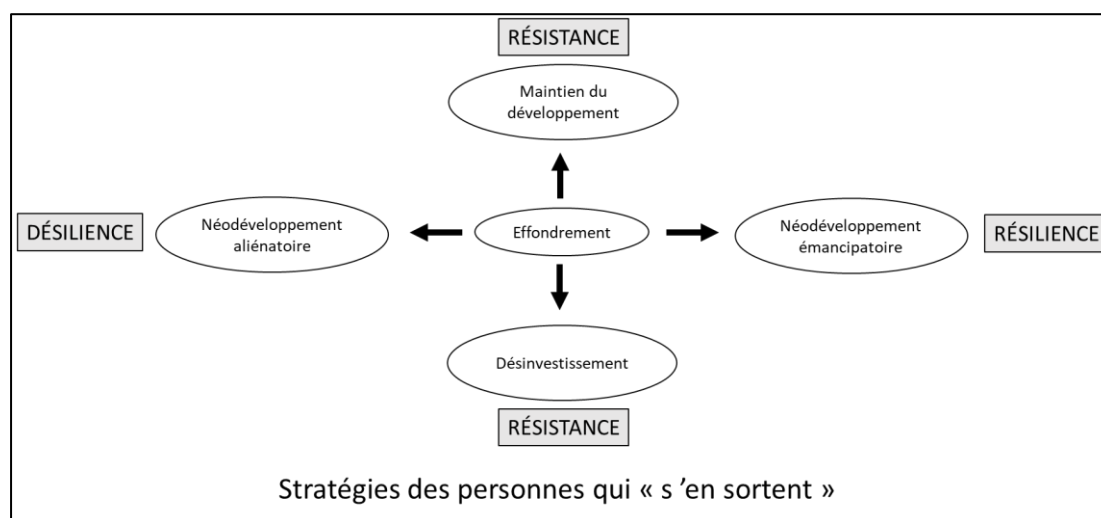 RÉSISTANCE
Maintien du
développement
DÉSILIENCE
Néodéveloppement
aliénatoire
Effondrement
Néodéveloppement
émancipatoire
RÉSILIENCE
Désinvestissement
RÉSISTANCE
Stratégies des personnes qui « s ’en sortent »